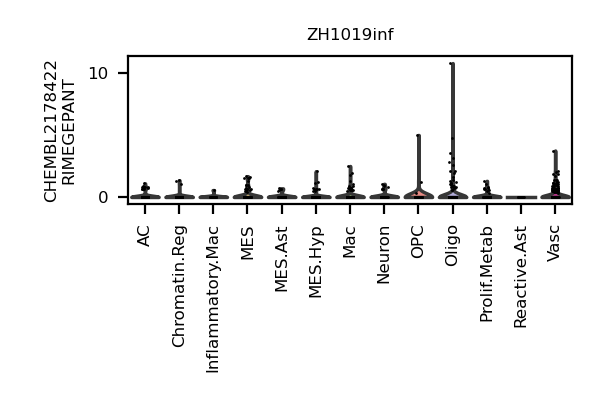 ZH1019inf
CHEMBL2178422
RIMEGEPANT
10
0
AC
Chromatin.Reg
Inflammatory.Mac
MES
MES.Ast
MES.Hyp
Mac
Neuron
OPC
Oligo
Prolif.Metab
Reactive.Ast
Vasc